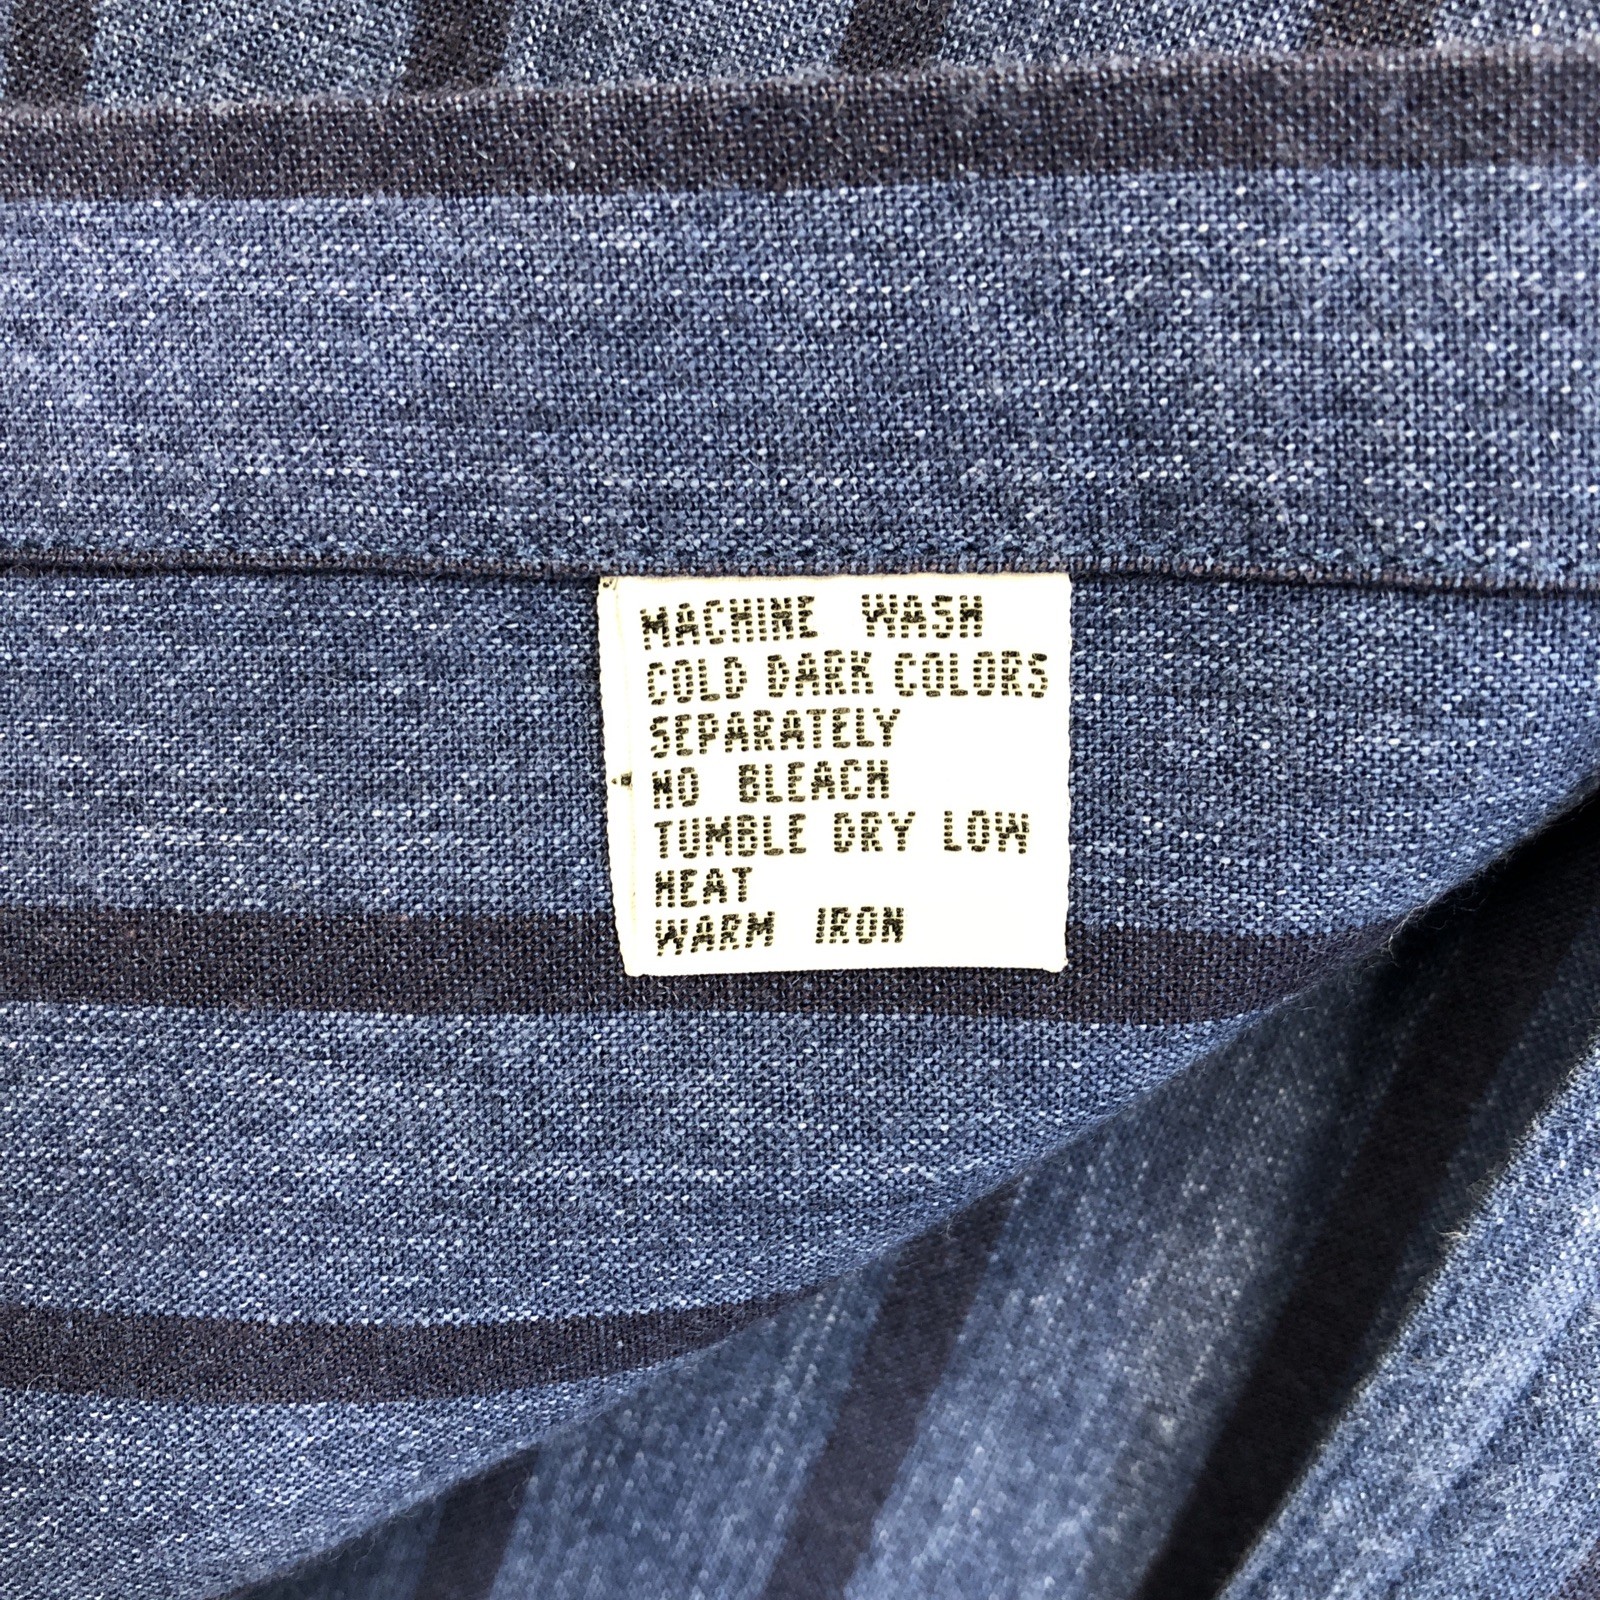 MACHINE WASH
COLD DARK COLORS
SEPARATELY
NO BLEACH
TUMBLE DRY LOW
HEAT
WARM IRON